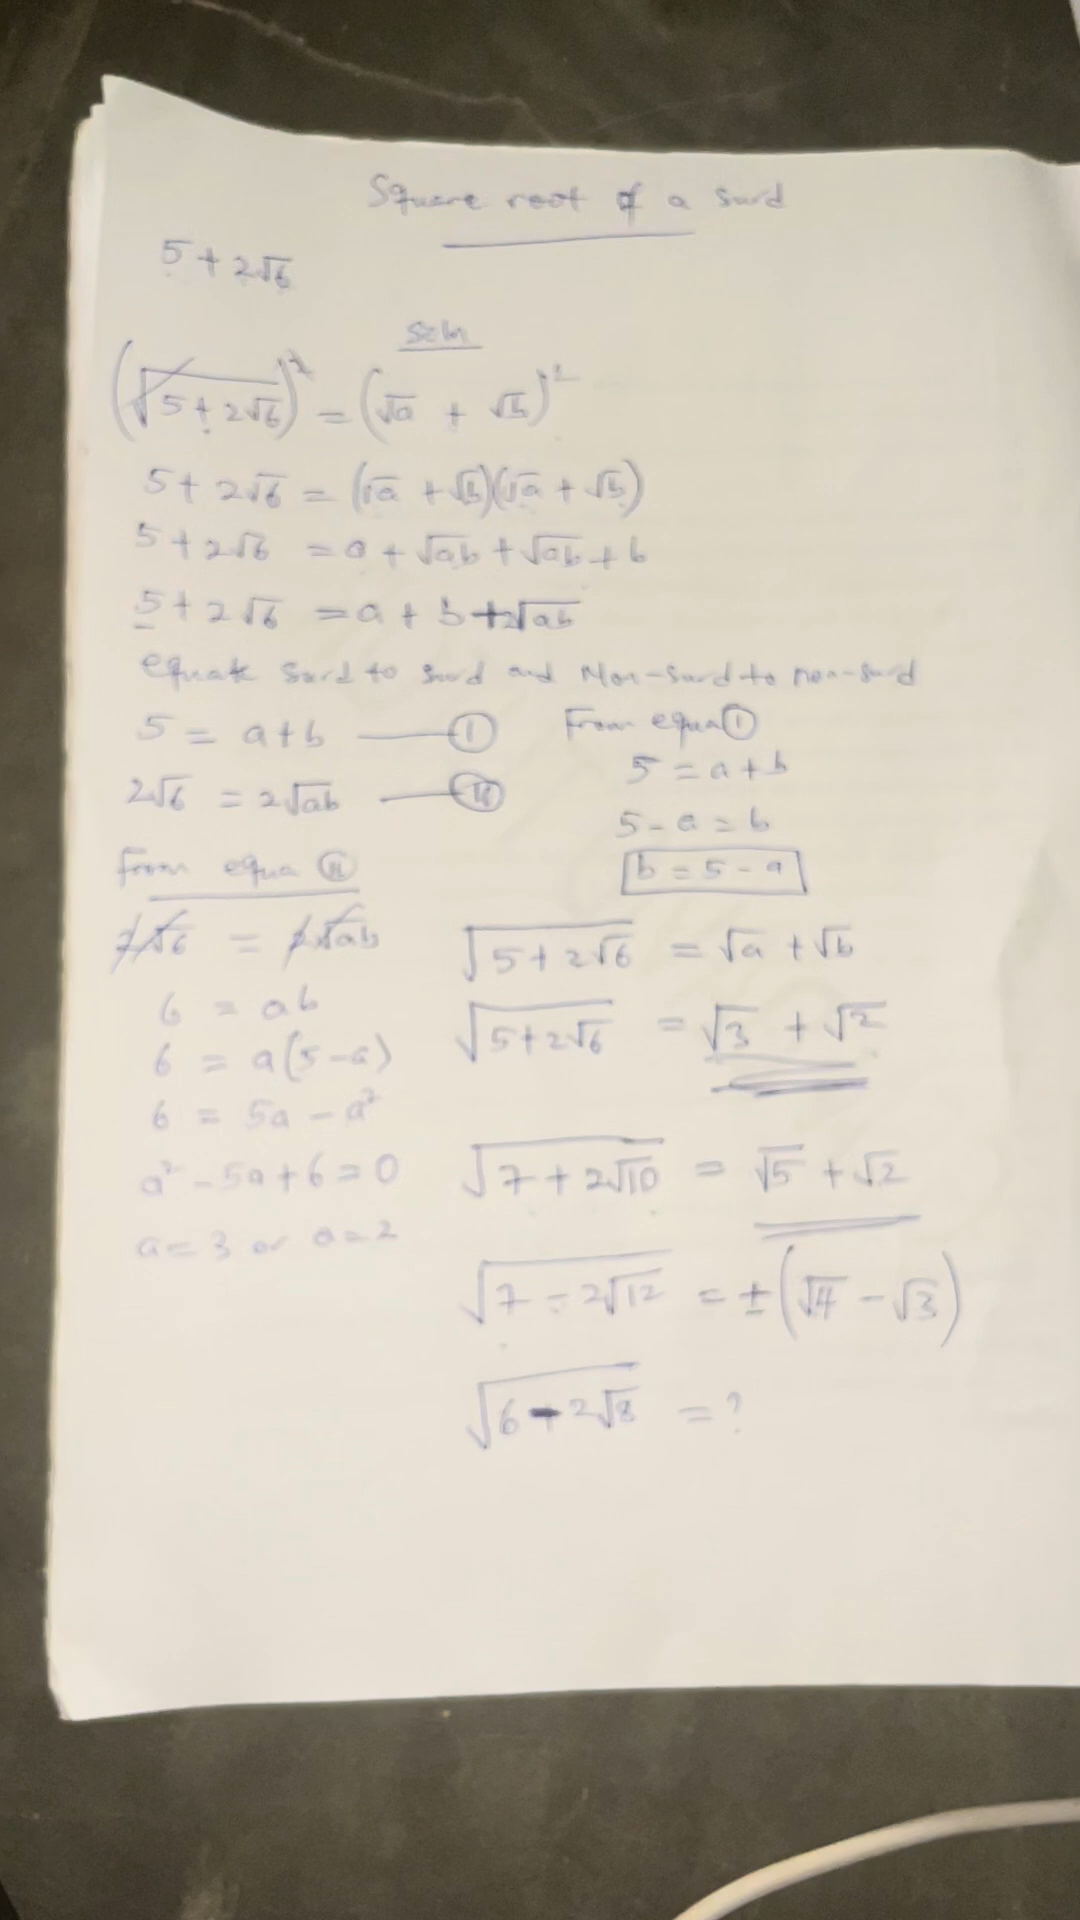 Square root of a surd
5 + 2√6
soln
(√(5 + 2√6))² = (√a + √b)²
5 + 2√6 = (√a + √b)(√a + √b)
5 + 2√6 = a + √ab + √ab + b
5 + 2√6 = a + b + 2√ab
equate surd to surd and Non-surd to non-surd
5 = a + b — (I)
2√6 = 2√ab — (II)
From equa (I)
5 = a + b
5 - a = b
b = 5 - a
from equa (II)
2√6 = 2√ab
6 = ab
6 = a(5 - a)
6 = 5a - a²
a² - 5a + 6 = 0
a = 3 or a = 2
√(5 + 2√6) = √a + √b
√(5 + 2√6) = √3 + √2
√(7 + 2√10) = √5 + √2
√(7 - 2√12) = ±(√4 - √3)
√(6 - 2√8) = ?